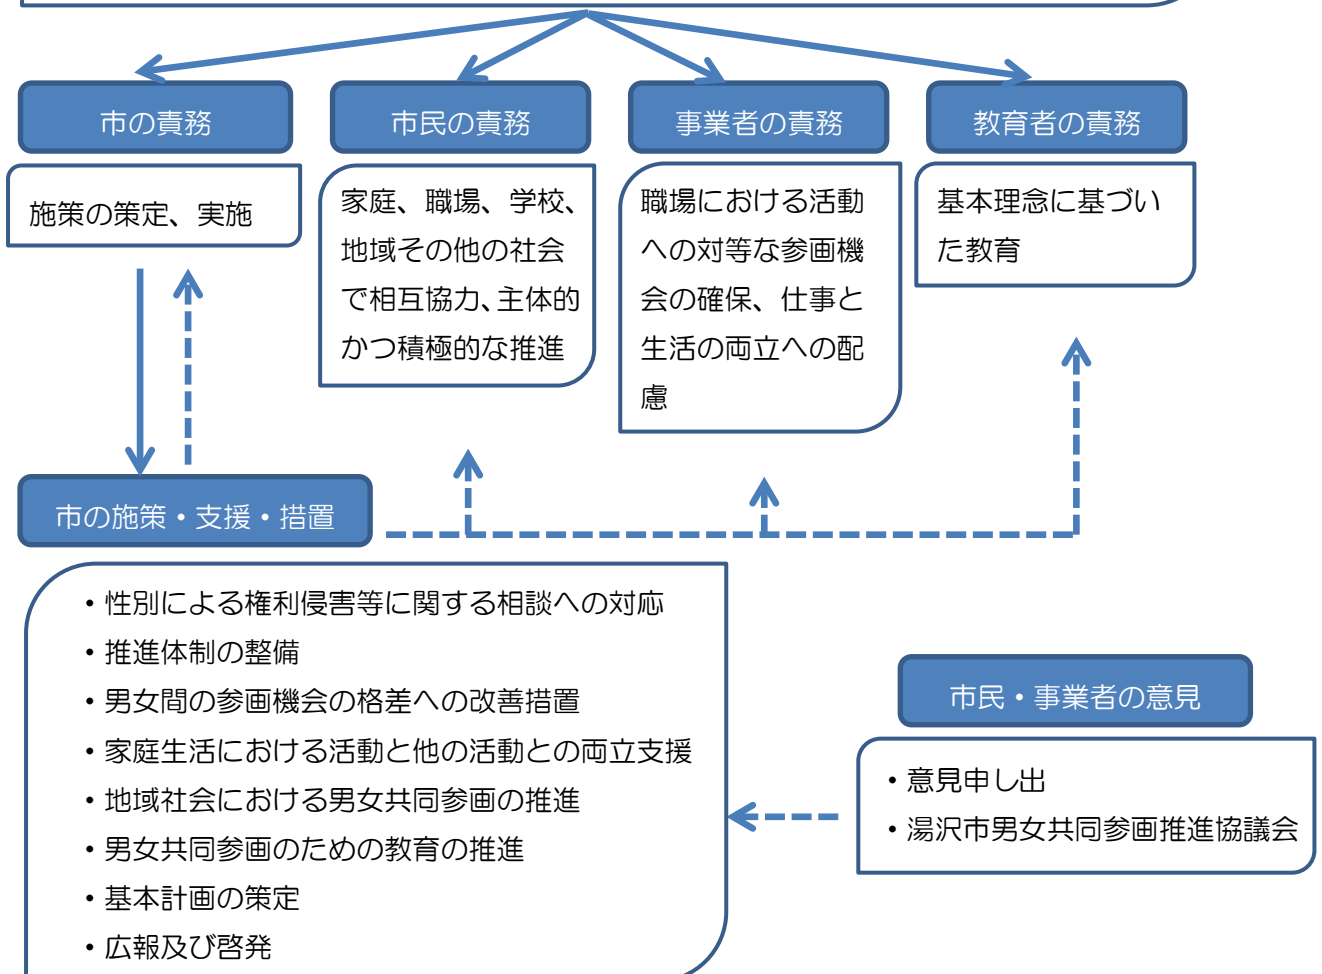 市の責務
市民の責務
事業者の責務
教育者の責務
施策の策定、実施
家庭、職場、学校、
地域その他の社会
で相互協力、主体的
かつ積極的な推進
職場における活動
への対等な参画機
会の確保、仕事と
生活の両立への配
慮
基本理念に基づい
た教育
市の施策・支援・措置
・性別による権利侵害等に関する相談への対応
・推進体制の整備
・男女間の参画機会の格差への改善措置
・家庭生活における活動と他の活動との両立支援
・地域社会における男女共同参画の推進
・男女共同参画のための教育の推進
・基本計画の策定
・広報及び啓発
市民・事業者の意見
・意見申し出
・湯沢市男女共同参画推進協議会